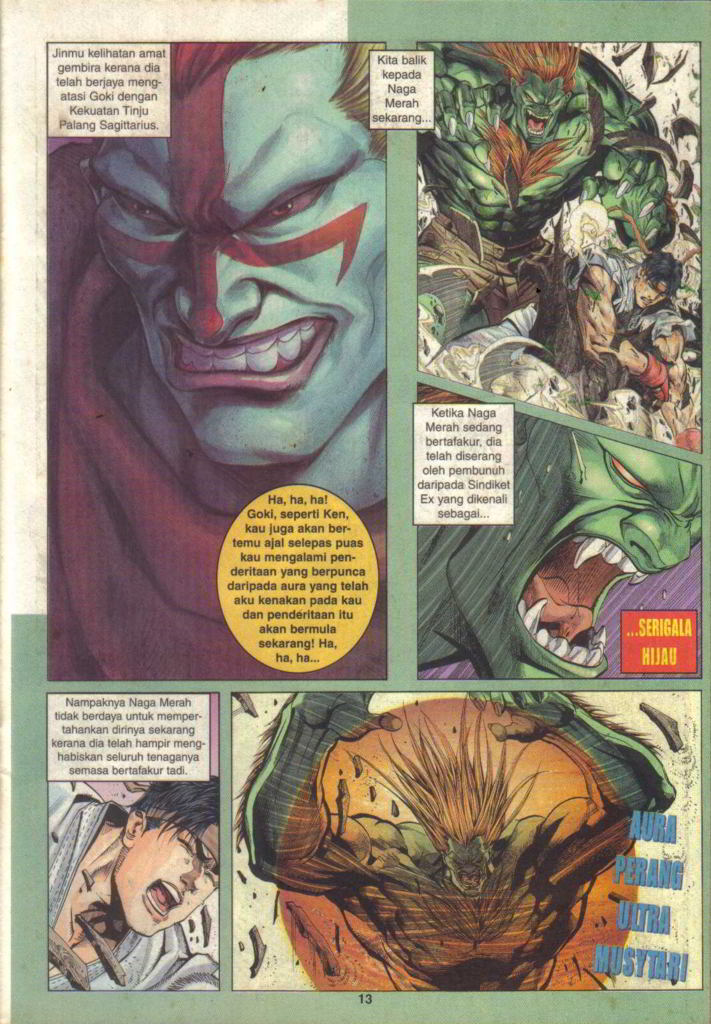 Jinmu kelihatan amat
gembira kerana dia
telah berjaya meng-
atasi Goki dengan
Kekuatan Tinju
Palang Sagittarius.
Ha, ha, ha!
Goki, seperti Ken,
kau juga akan ber-
temu ajal selepas puas
kau mengalami pen-
deritaan yang berpunca
daripada aura yang telah
aku kenakan pada kau
dan penderitaan itu
akan bermula
sekarang! Ha,
ha, ha...
Kita balik
kepada
Naga
Merah
sekarang...
Ketika Naga
Merah sedang
bertafakur, dia
telah diserang
oleh pembunuh
daripada Sindiket
Ex yang dikenali
sebagai...
...SERIGALA
HIJAU
Nampaknya Naga Merah
tidak berdaya untuk memper-
tahankan dirinya sekarang
kerana dia telah hampir meng-
habiskan seluruh tenaganya
semasa bertafakur tadi.
AURA
PERANG
ULTRA
MUSYTARI
13